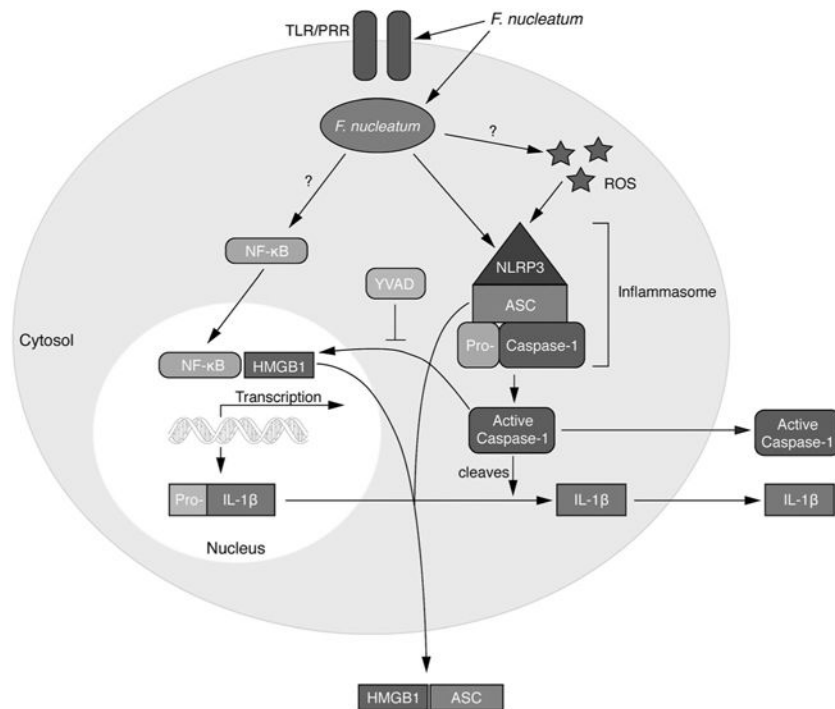 TLR/PRR
F. nucleatum
F. nucleatum
?
?
ROS
NF-κB
NLRP3
YVAD
ASC
Inflammasome
Cytosol
Pro-
Caspase-1
NF-κB
HMGB1
Transcription
Active
Caspase-1
Active
Caspase-1
cleaves
Pro-
IL-1β
IL-1β
IL-1β
Nucleus
HMGB1
ASC